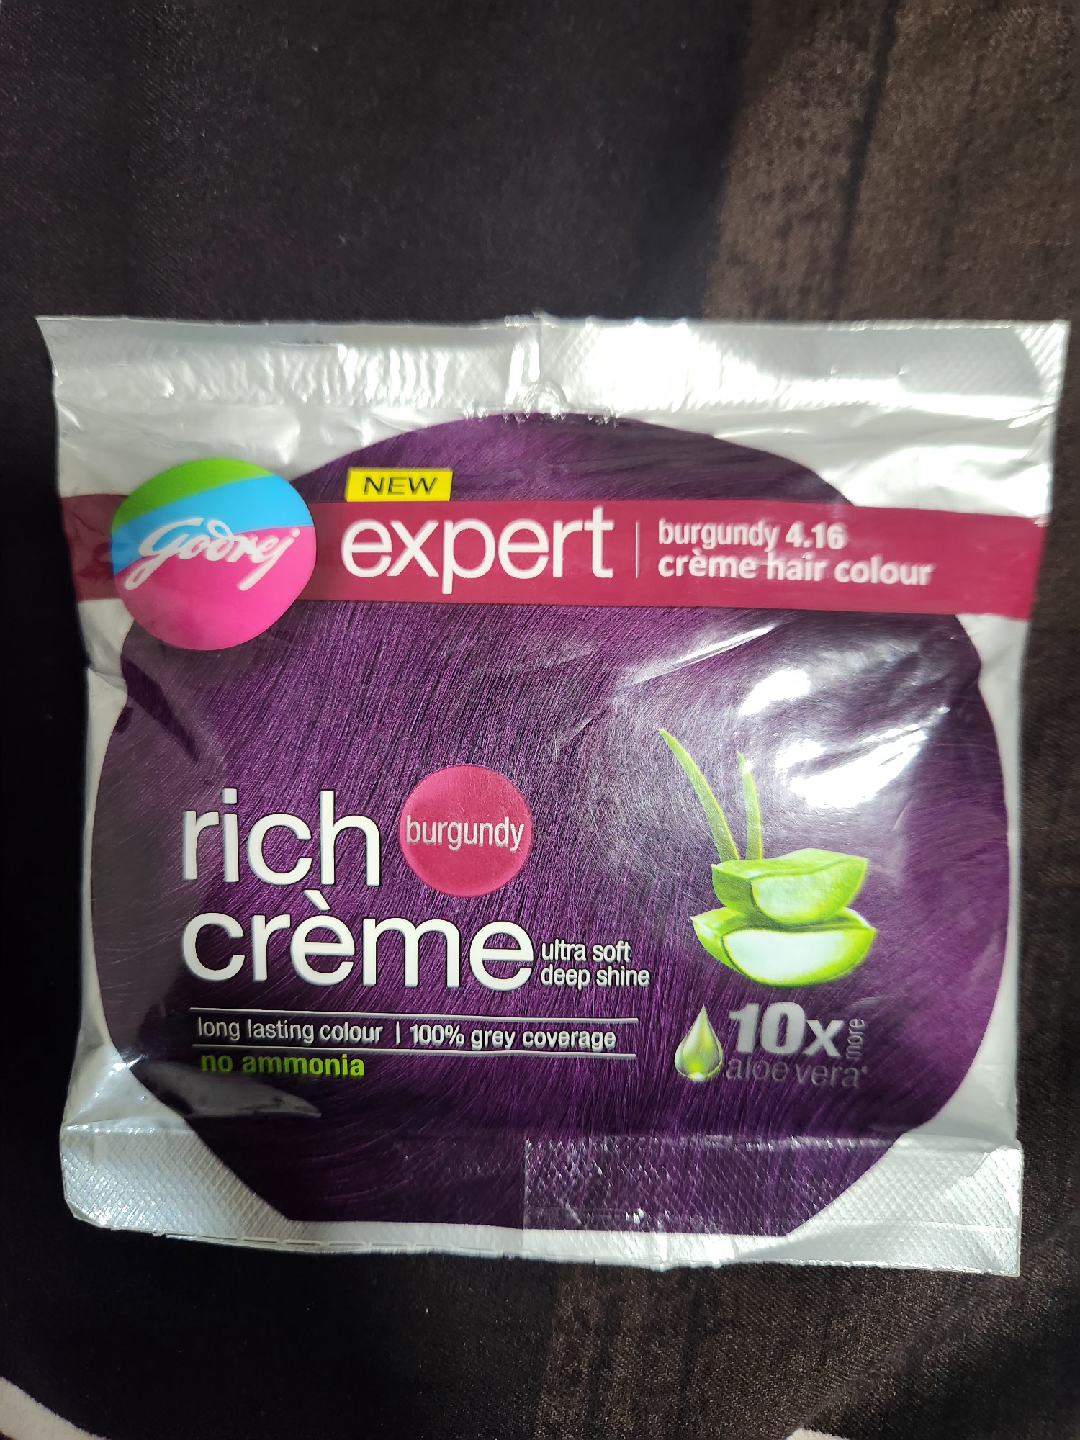 NEW
Godrej
expert
burgundy 4.16
crème hair colour
rich
burgundy
crème
ultra soft
deep shine
long lasting colour | 100% grey coverage
no ammonia
10x more
aloe vera*